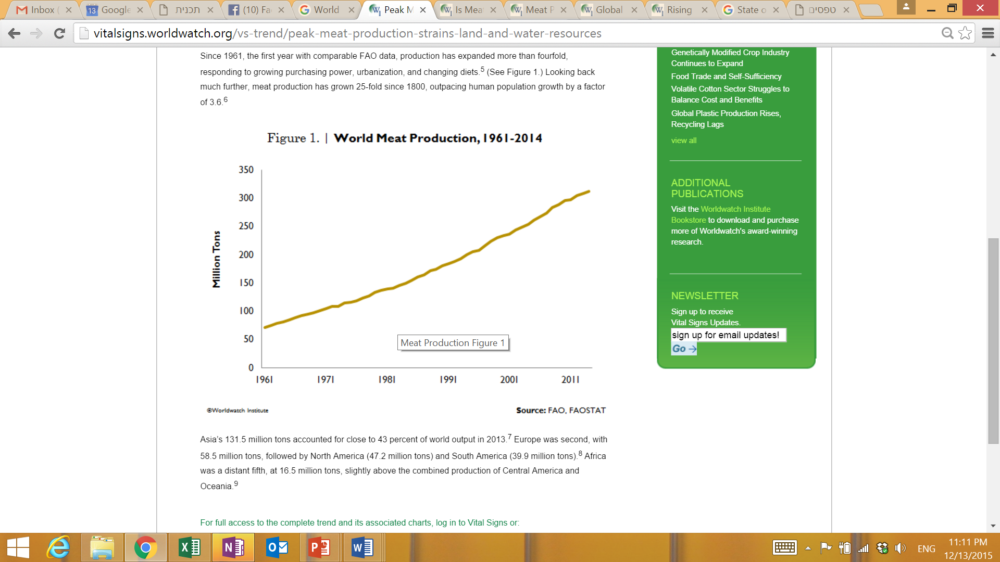 Inbox (
Google
תכנית
(10) Fa
World
Peak M
Is Mea
Meat P
Global
Rising
State o
טפסים
vitalsigns.worldwatch.org/vs-trend/peak-meat-production-strains-land-and-water-resources
Since 1961, the first year with comparable FAO data, production has expanded more than fourfold,
responding to growing purchasing power, urbanization, and changing diets.5 (See Figure 1.) Looking back
much further, meat production has grown 25-fold since 1800, outpacing human population growth by a factor
of 3.6.6
Figure 1. | World Meat Production, 1961-2014
350
300
250
200
150
100
50
0
Million Tons
Meat Production Figure 1
1961 1971 1981 1991 2001 2011
©Worldwatch Institute
Source: FAO, FAOSTAT
Asia’s 131.5 million tons accounted for close to 43 percent of world output in 2013.7 Europe was second, with
58.5 million tons, followed by North America (47.2 million tons) and South America (39.9 million tons).8 Africa
was a distant fifth, at 16.5 million tons, slightly above the combined production of Central America and
Oceania.9
For full access to the complete trend and its associated charts, log in to Vital Signs or:
Genetically Modified Crop Industry
Continues to Expand
Food Trade and Self-Sufficiency
Volatile Cotton Sector Struggles to
Balance Cost and Benefits
Global Plastic Production Rises,
Recycling Lags
view all
ADDITIONAL
PUBLICATIONS
Visit the Worldwatch Institute
Bookstore to download and purchase
more of Worldwatch's award-winning
research.
NEWSLETTER
Sign up to receive
Vital Signs Updates.
sign up for email updates!
Go →
ENG
11:11 PM
12/13/2015